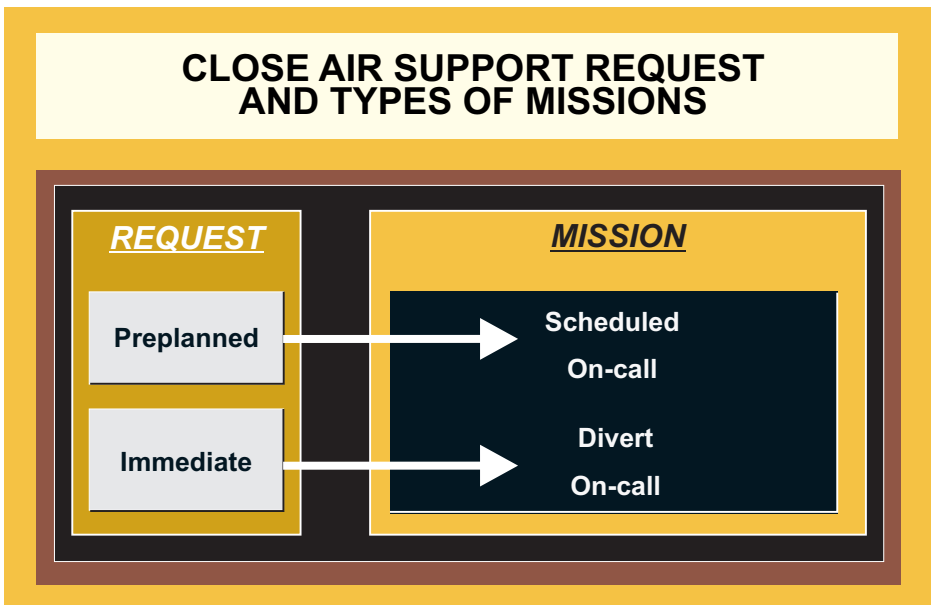 CLOSE AIR SUPPORT REQUEST
AND TYPES OF MISSIONS
REQUEST
MISSION
Preplanned
Scheduled
On-call
Immediate
Divert
On-call